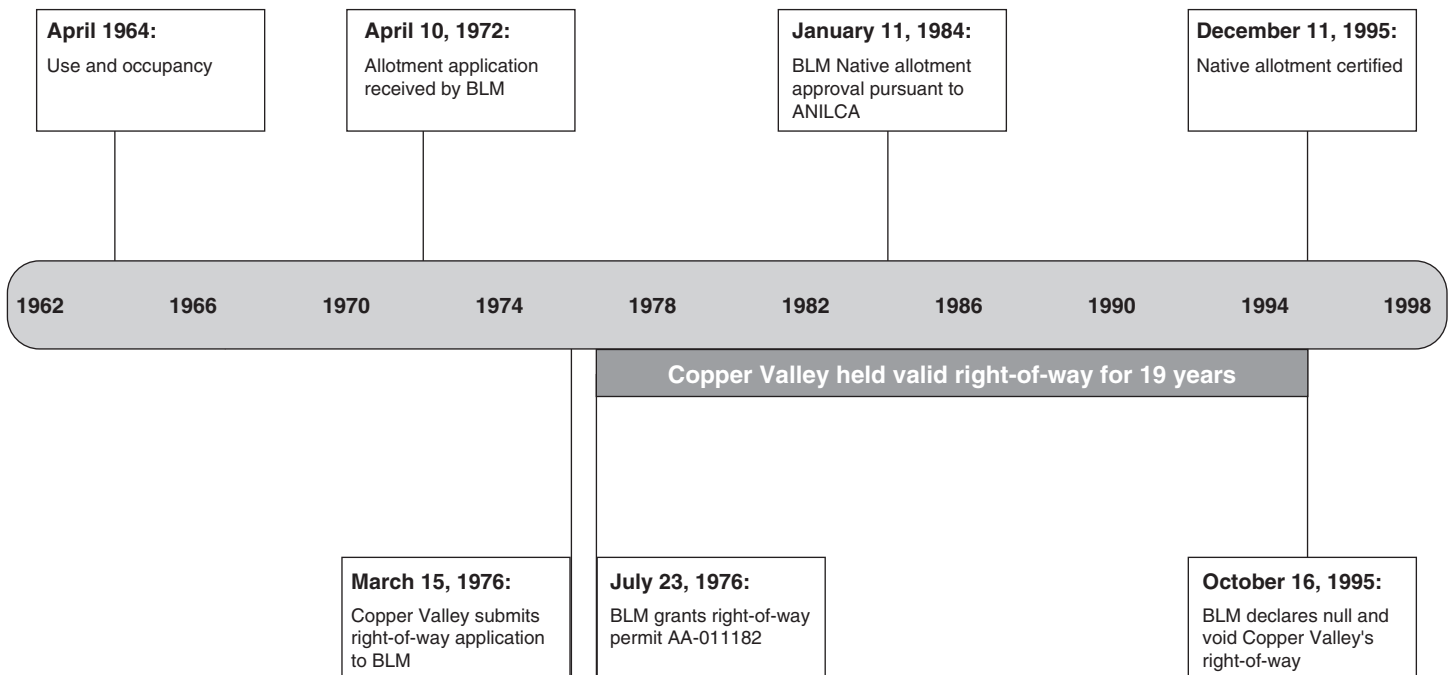 April 1964:
Use and occupancy
April 10, 1972:
Allotment application
received by BLM
January 11, 1984:
BLM Native allotment
approval pursuant to
ANILCA
December 11, 1995:
Native allotment certified
1962 1966 1970 1974 1978 1982 1986 1990 1994 1998
Copper Valley held valid right-of-way for 19 years
March 15, 1976:
Copper Valley submits
right-of-way application
to BLM
July 23, 1976:
BLM grants right-of-way
permit AA-011182
October 16, 1995:
BLM declares null and
void Copper Valley's
right-of-way